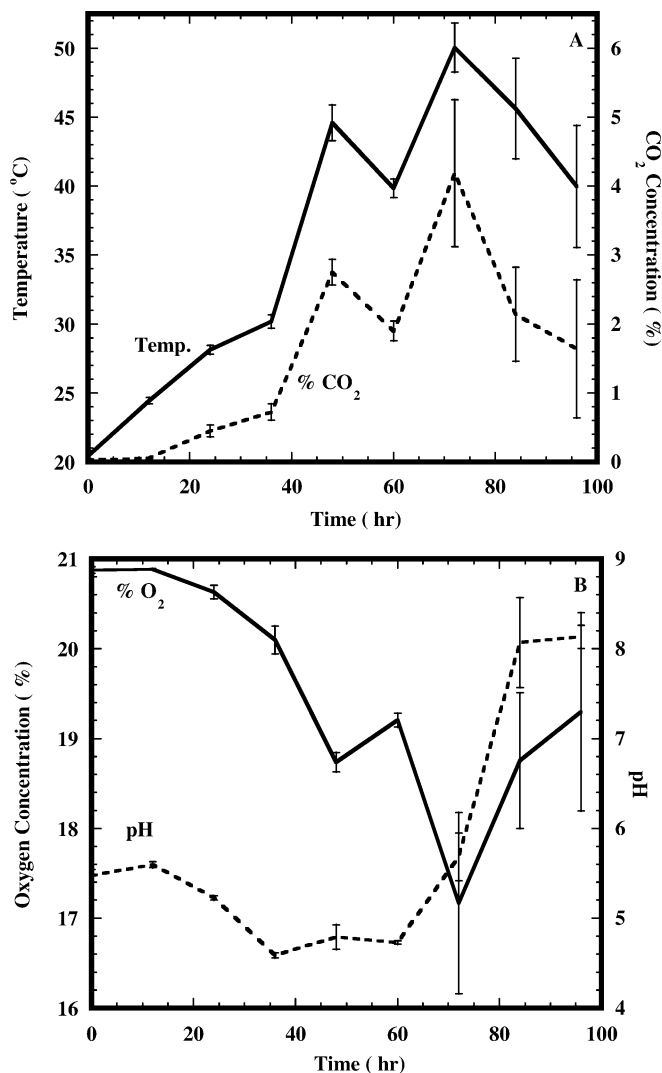 A
50
45
40
35
30
25
20
Temperature ( °C)
6
5
4
3
2
1
0
CO2 Concentration ( %)
Temp.
% CO2
0 20 40 60 80 100
Time ( hr)
B
21
20
19
18
17
16
Oxygen Concentration ( %)
9
8
7
6
5
4
pH
% O2
pH
0 20 40 60 80 100
Time ( hr)